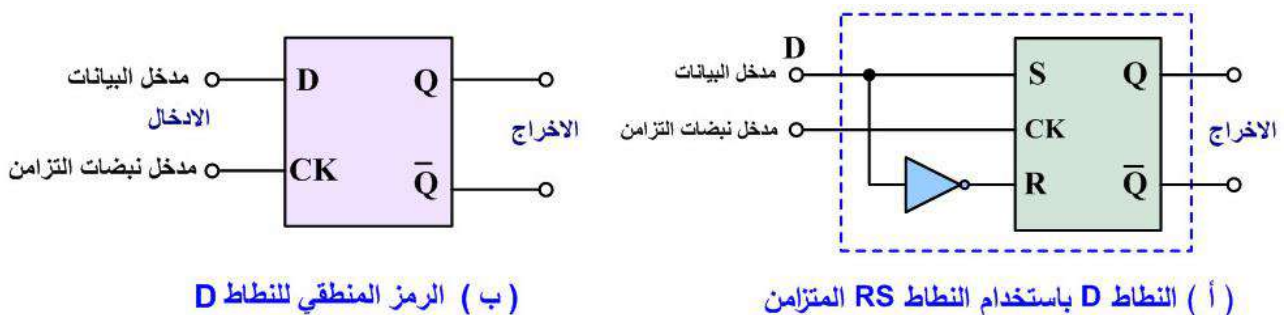 D
مدخل البيانات
S
Q
مدخل نبضات التزامن
CK
الاخراج
R
Q̅
( أ ) النطاط D باستخدام النطاط RS المتزامن
مدخل البيانات
D
Q
الادخال
الاخراج
مدخل نبضات التزامن
CK
Q̅
( ب ) الرمز المنطقي للنطاط D